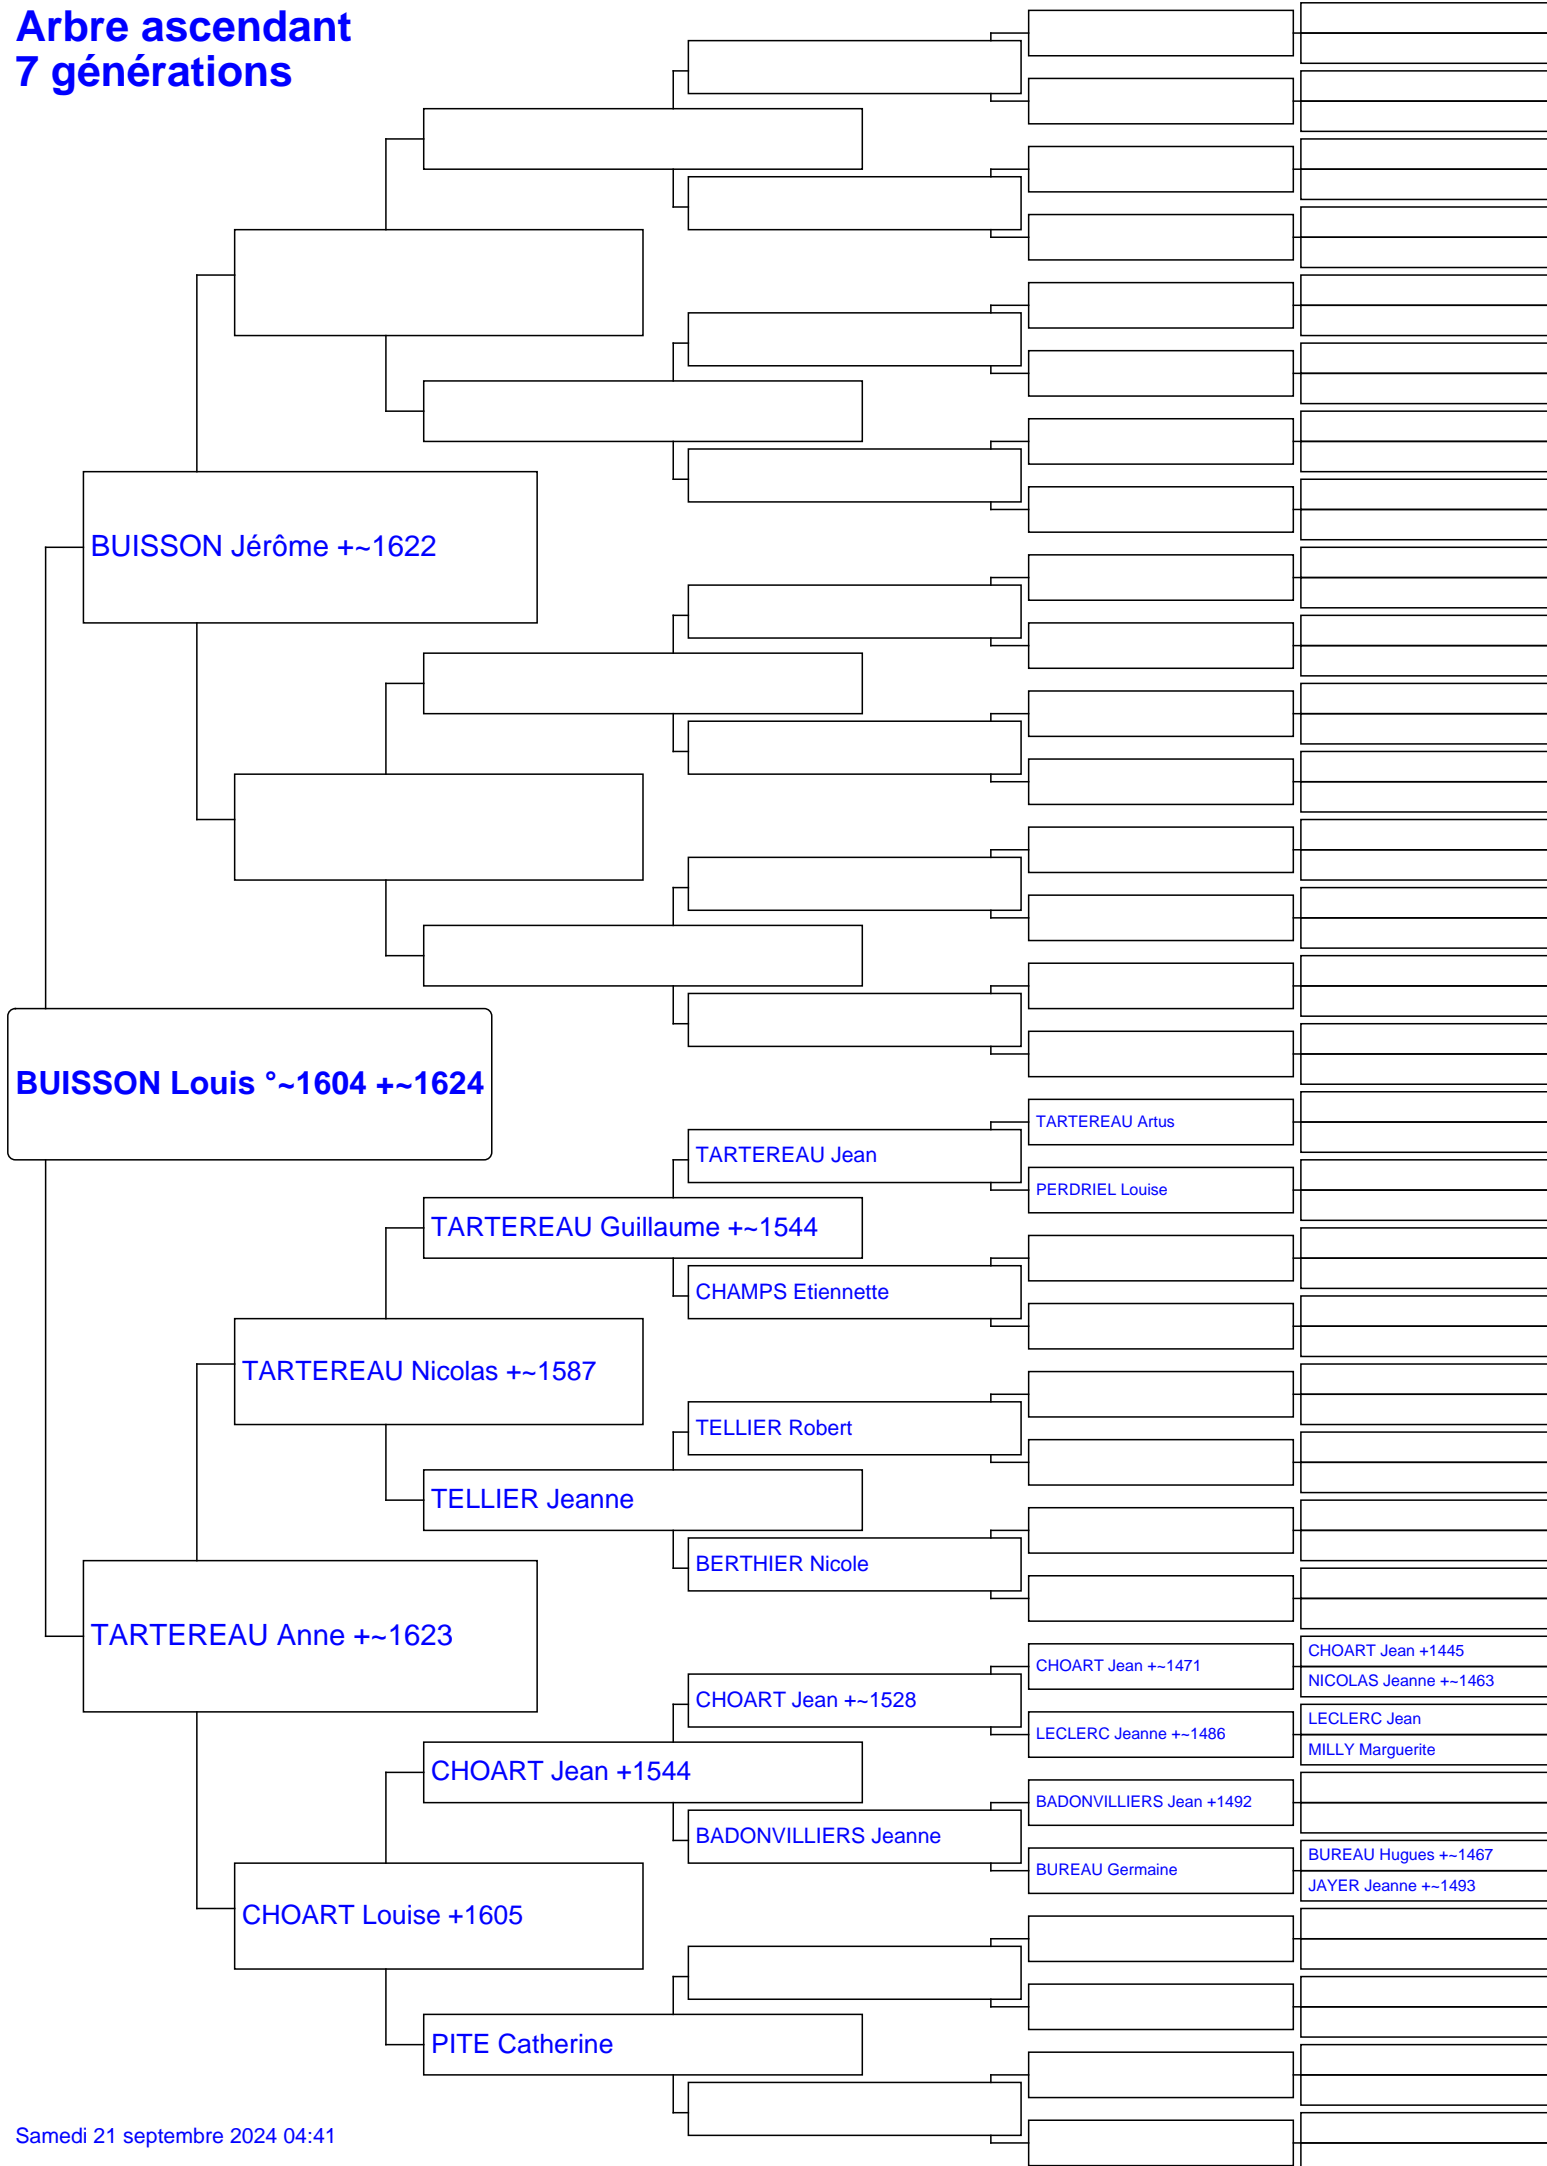 Arbre ascendant
7 générations
BUISSON Jérôme +~1622
BUISSON Louis °~1604 +~1624
TARTEREAU Artus
TARTEREAU Jean
PERDRIEL Louise
TARTEREAU Guillaume +~1544
CHAMPS Etiennette
TARTEREAU Nicolas +~1587
TELLIER Robert
TELLIER Jeanne
BERTHIER Nicole
TARTEREAU Anne +~1623
CHOART Jean +1445
CHOART Jean +~1471
NICOLAS Jeanne +~1463
CHOART Jean +~1528
LECLERC Jean
LECLERC Jeanne +~1486
MILLY Marguerite
CHOART Jean +1544
BADONVILLIERS Jean +1492
BADONVILLIERS Jeanne
BUREAU Hugues +~1467
BUREAU Germaine
JAYER Jeanne +~1493
CHOART Louise +1605
PITE Catherine
Samedi 21 septembre 2024 04:41